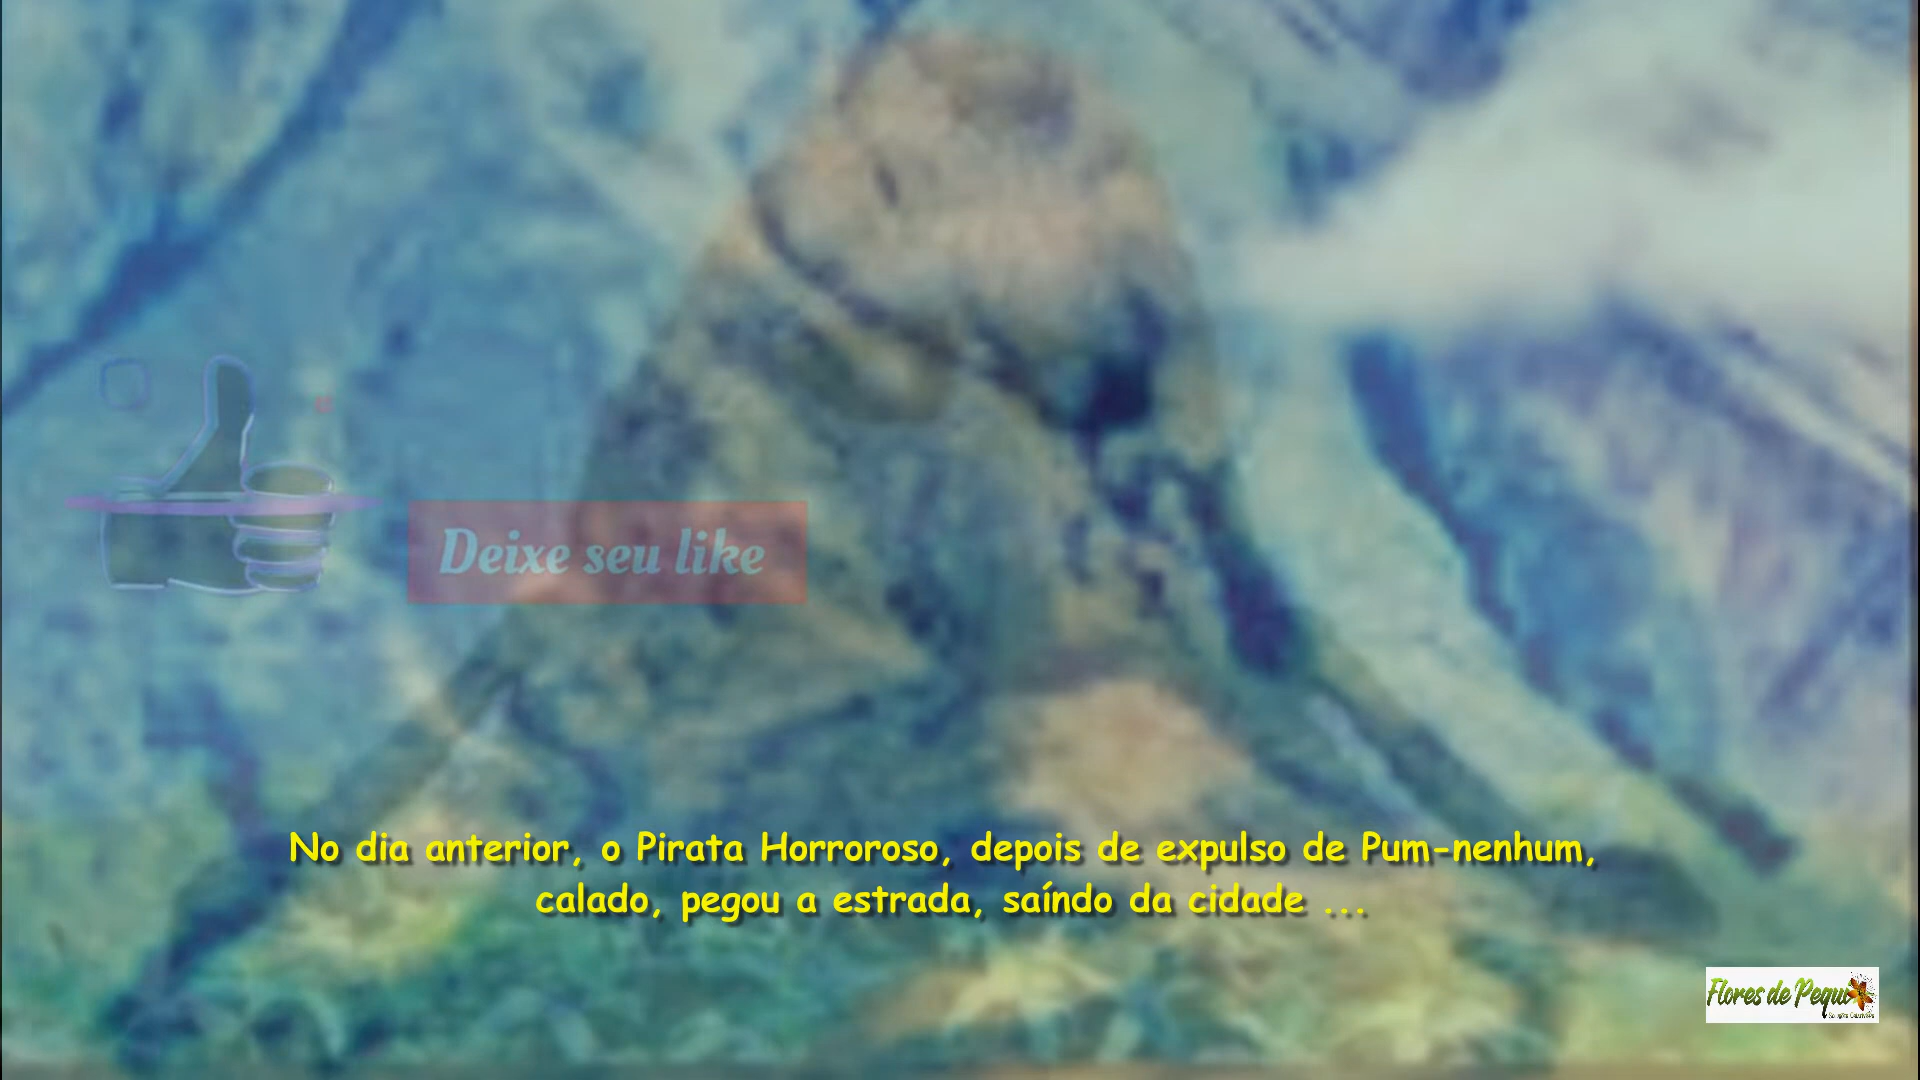 Deixe seu like
No dia anterior, o Pirata Horroroso, depois de expulso de Pum-nenhum,
calado, pegou a estrada, saíndo da cidade ...
Flores de Pequi